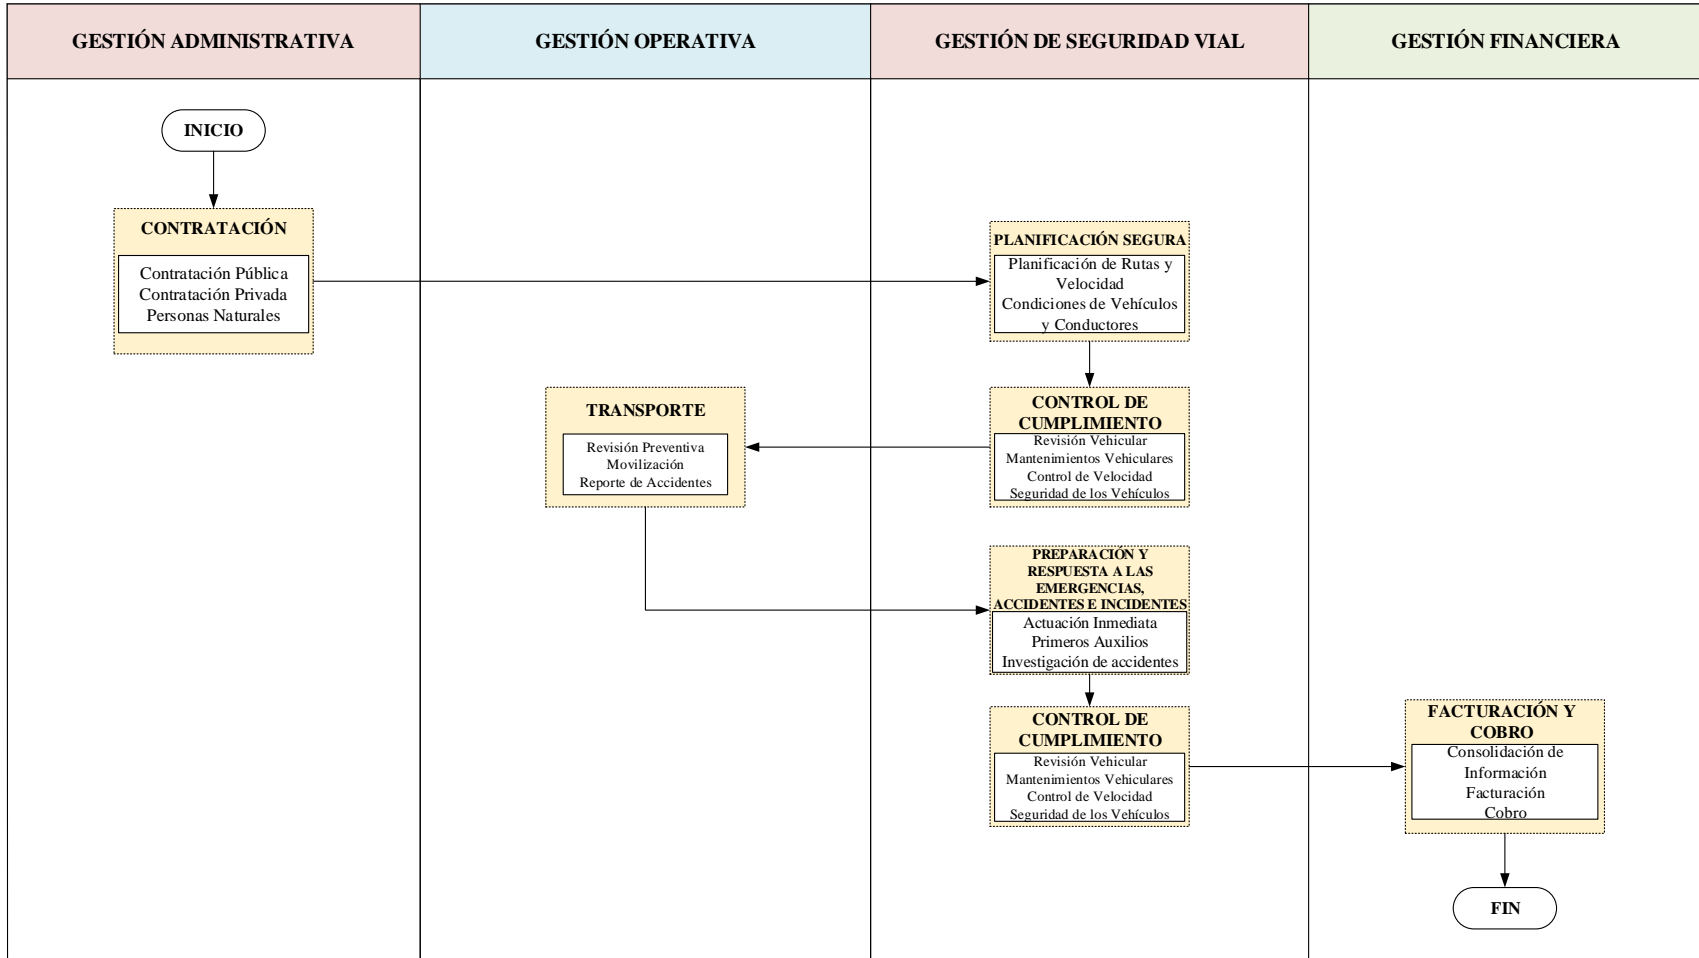 GESTIÓN ADMINISTRATIVA
GESTIÓN OPERATIVA
GESTIÓN DE SEGURIDAD VIAL
GESTIÓN FINANCIERA
INICIO
CONTRATACIÓN
Contratación Pública
Contratación Privada
Personas Naturales
PLANIFICACIÓN SEGURA
Planificación de Rutas y
Velocidad
Condiciones de Vehículos
y Conductores
CONTROL DE
CUMPLIMIENTO
Revisión Vehicular
Mantenimientos Vehiculares
Control de Velocidad
Seguridad de los Vehículos
TRANSPORTE
Revisión Preventiva
Movilización
Reporte de Accidentes
PREPARACIÓN Y
RESPUESTA A LAS
EMERGENCIAS,
ACCIDENTES E INCIDENTES
Actuación Inmediata
Primeros Auxilios
Investigación de accidentes
CONTROL DE
CUMPLIMIENTO
Revisión Vehicular
Mantenimientos Vehiculares
Control de Velocidad
Seguridad de los Vehículos
FACTURACIÓN Y
COBRO
Consolidación de
Información
Facturación
Cobro
FIN